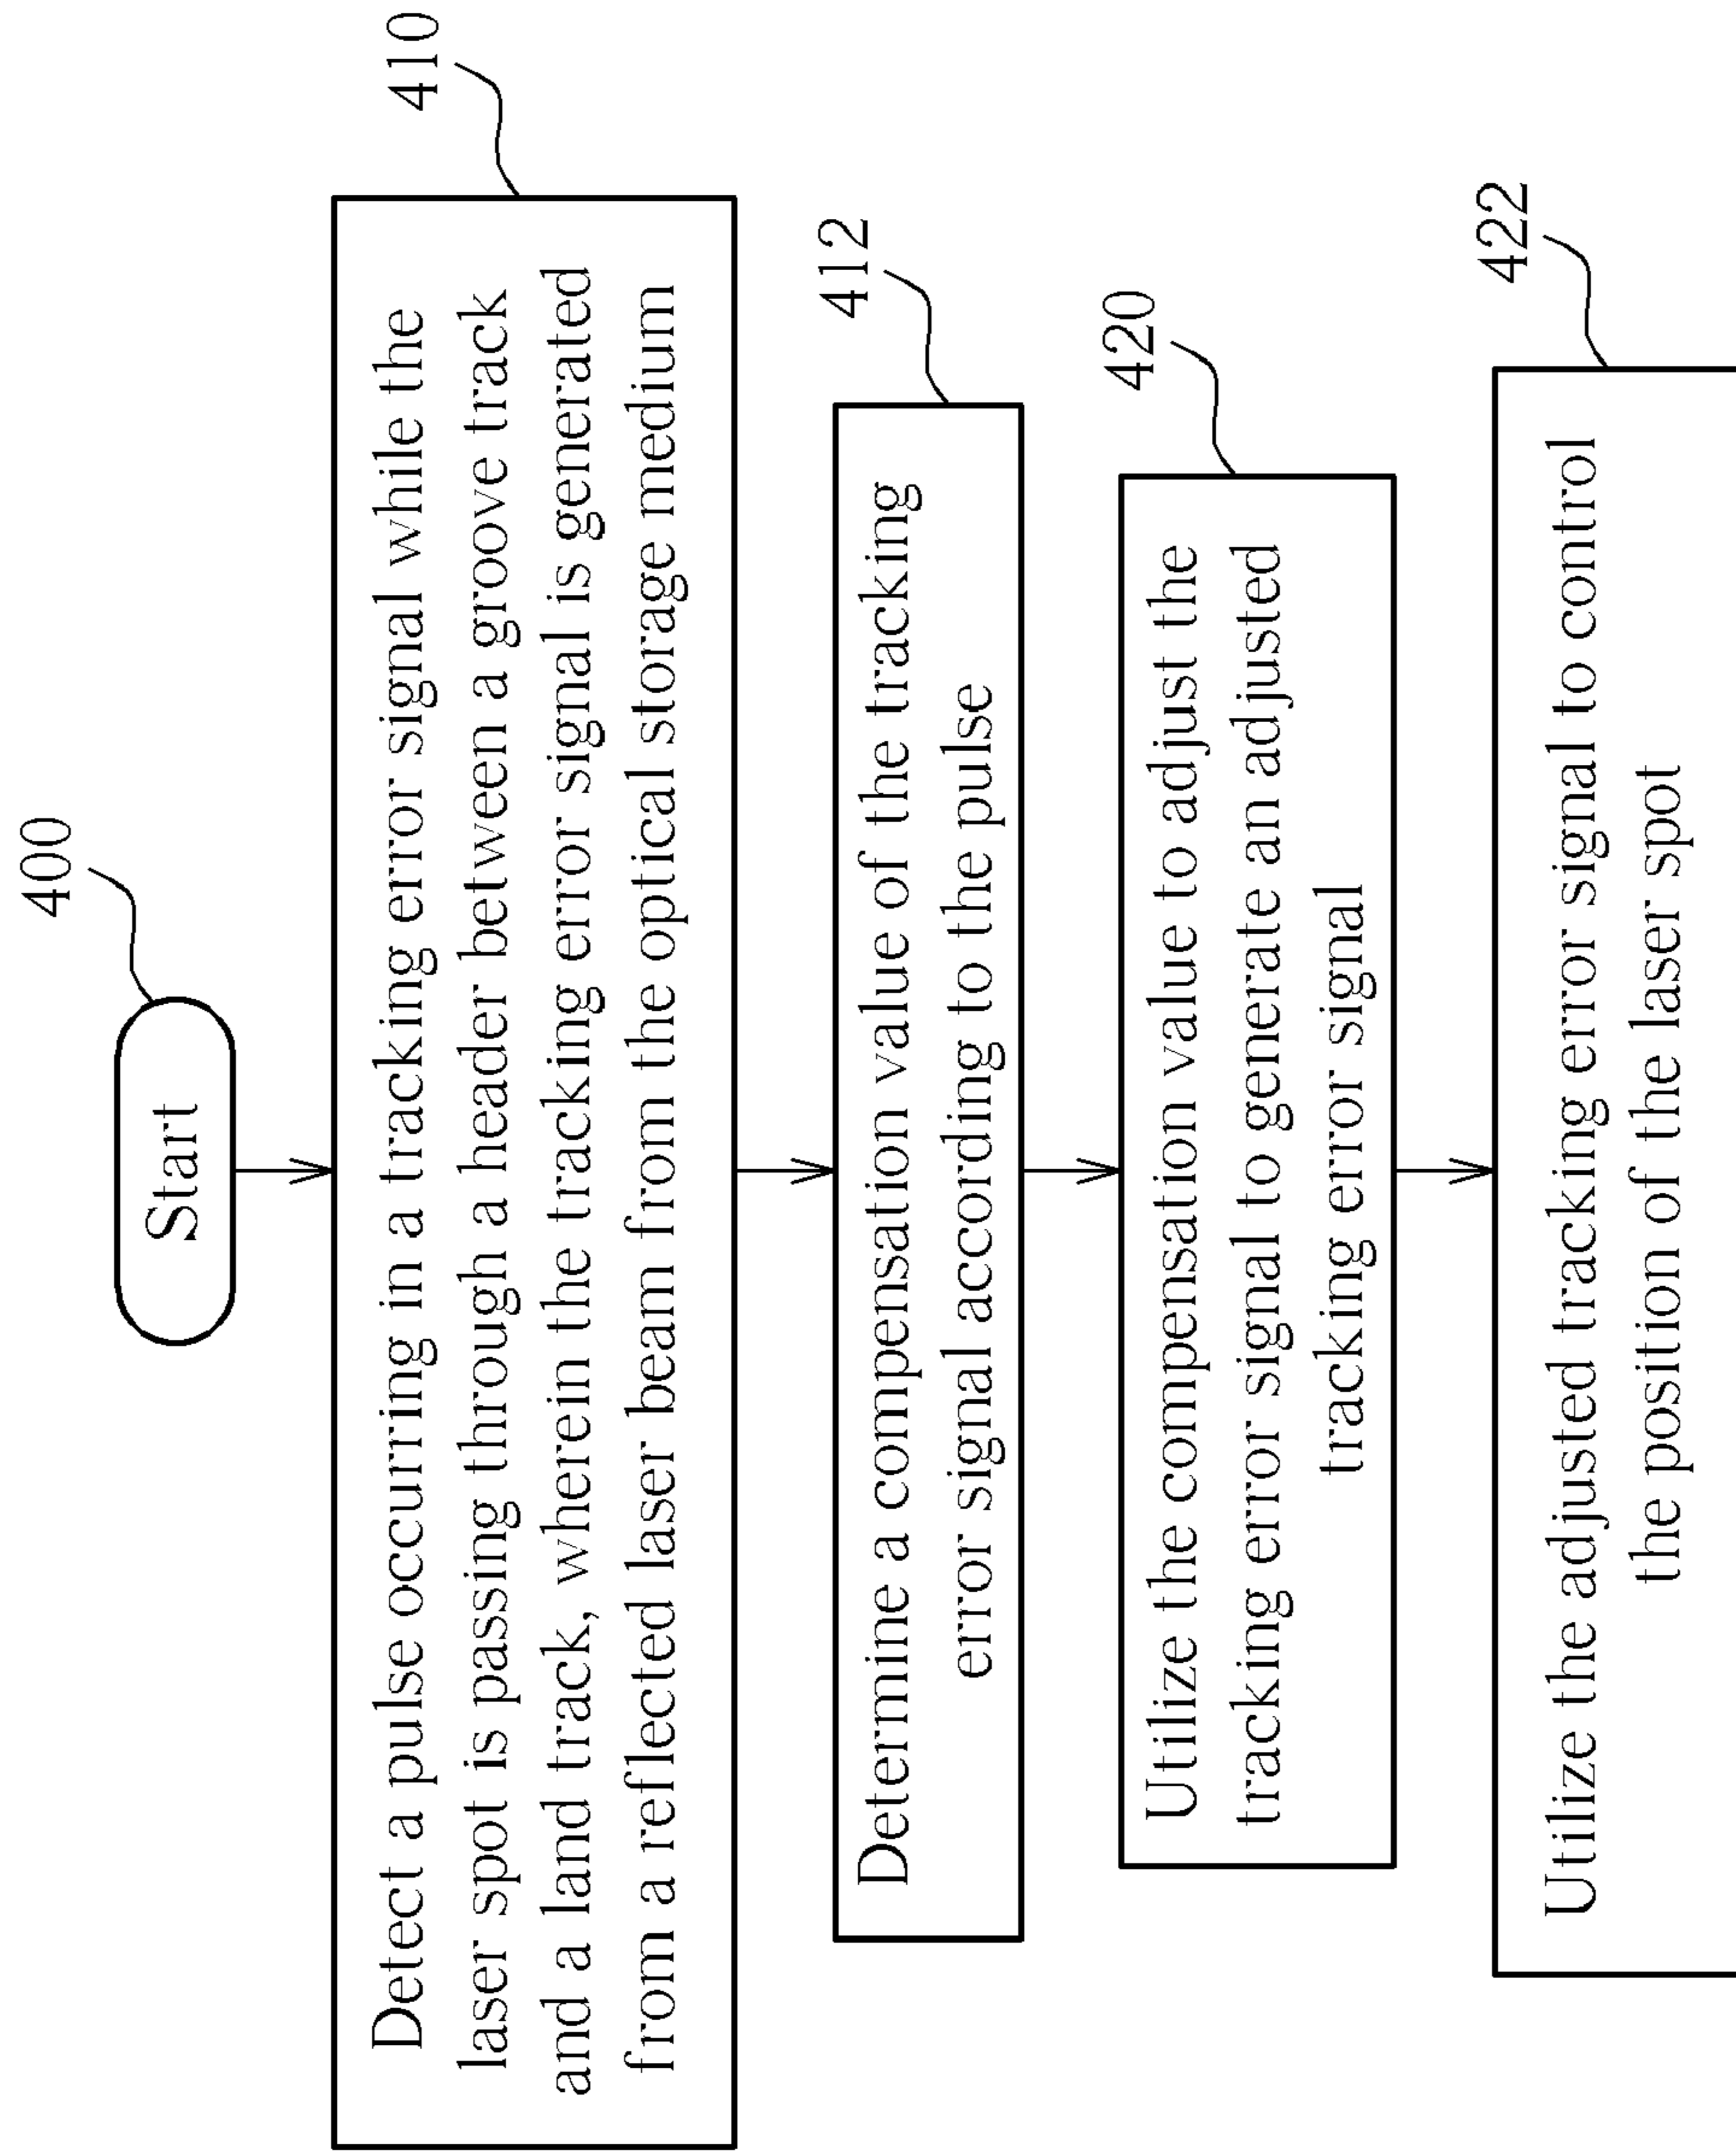 400
Start
410
Detect a pulse occurring in a tracking error signal while the
laser spot is passing through a header between a groove track
and a land track, wherein the tracking error signal is generated
from a reflected laser beam from the optical storage medium
412
Determine a compensation value of the tracking
error signal according to the pulse
420
Utilize the compensation value to adjust the
tracking error signal to generate an adjusted
tracking error signal
422
Utilize the adjusted tracking error signal to control
the position of the laser spot